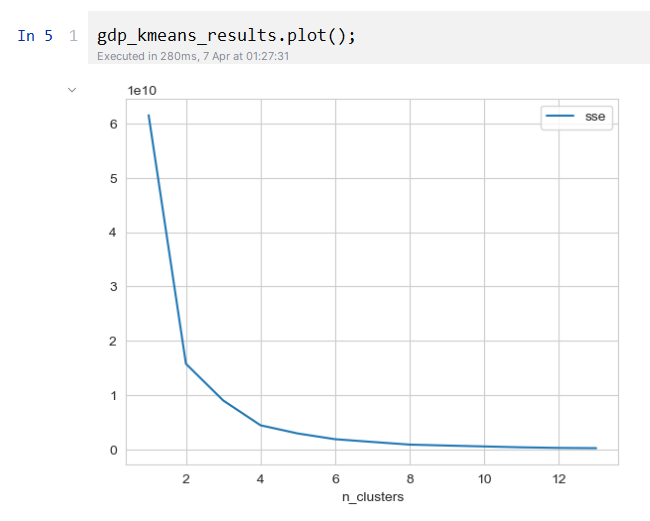 In 5 1 gdp_kmeans_results.plot();
Executed in 280ms, 7 Apr at 01:27:31
1e10
sse
6
5
4
3
2
1
0
2 4 6 8 10 12
n_clusters